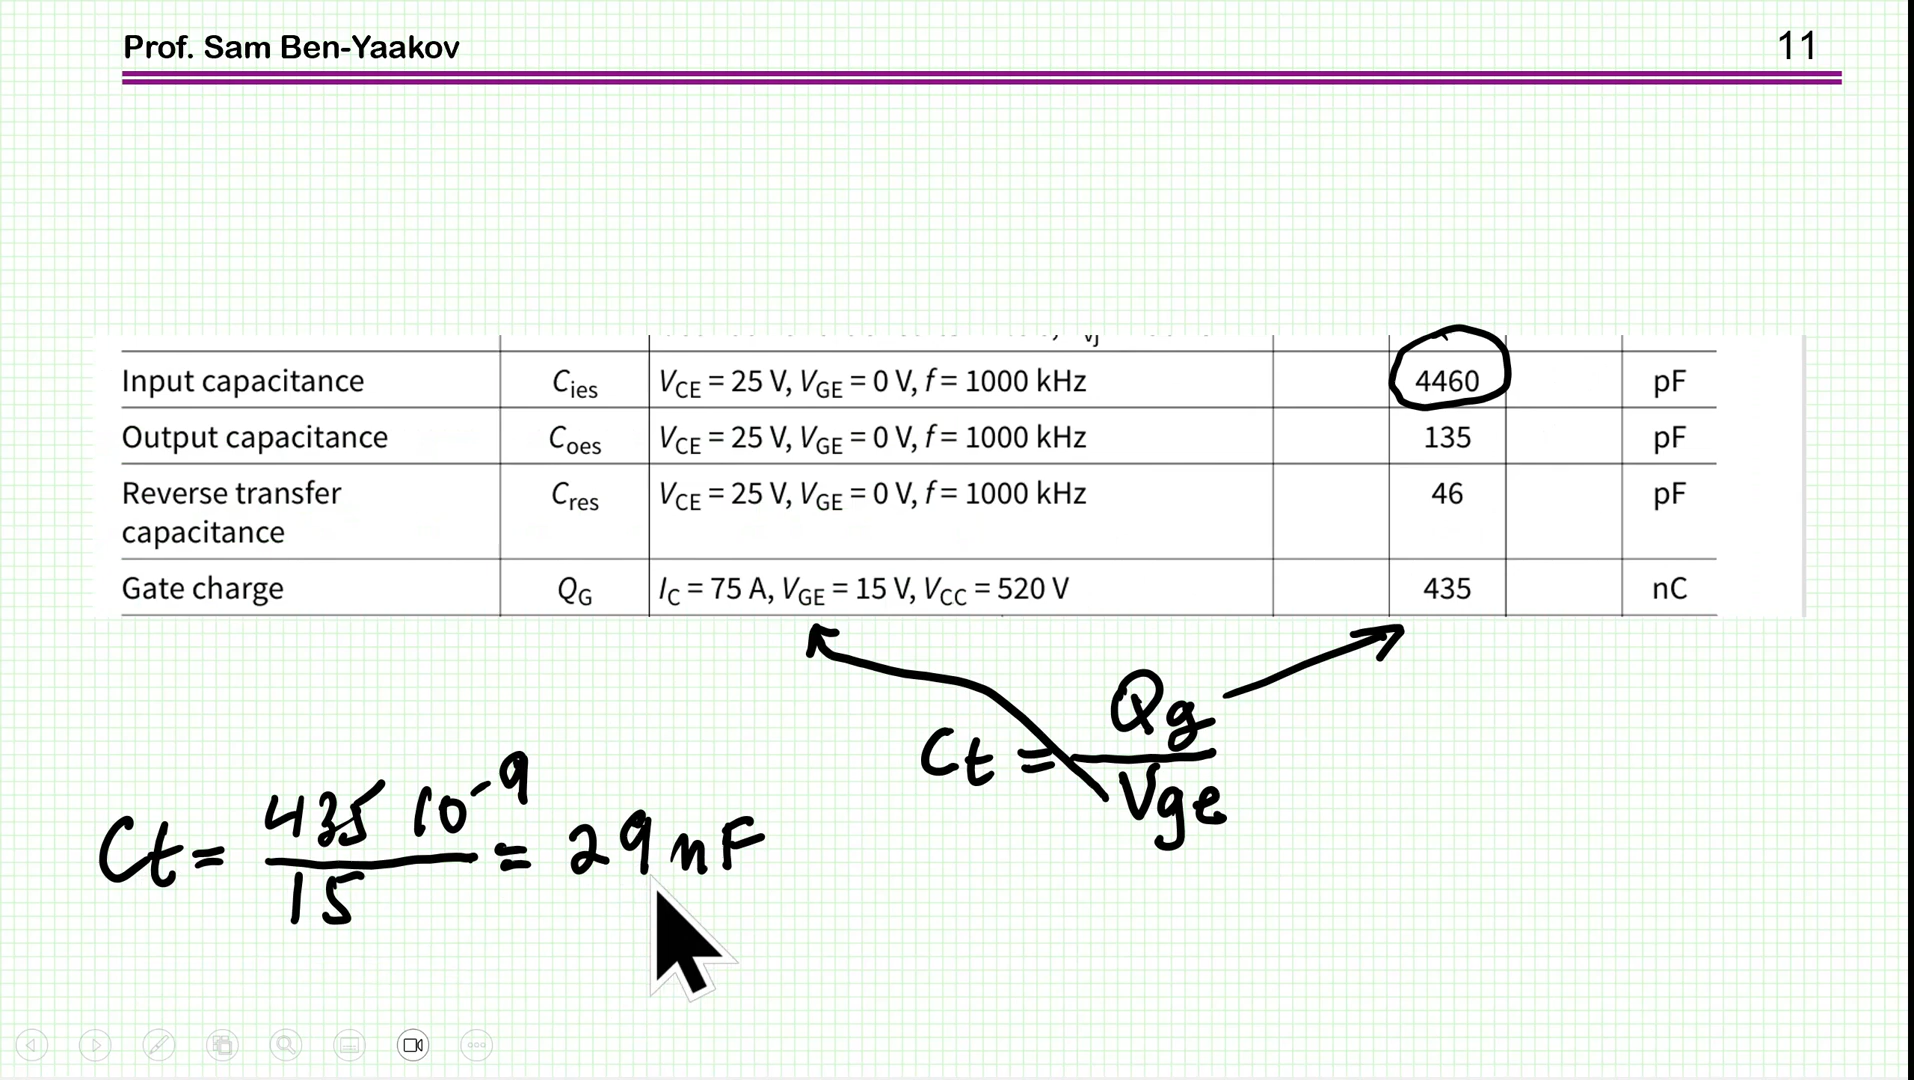 Prof. Sam Ben-Yaakov 11
vj
Input capacitance Cies VCE = 25 V, VGE = 0 V, f = 1000 kHz 4460 pF
Output capacitance Coes VCE = 25 V, VGE = 0 V, f = 1000 kHz 135 pF
Reverse transfer Cres VCE = 25 V, VGE = 0 V, f = 1000 kHz 46 pF
capacitance
Gate charge QG IC = 75 A, VGE = 15 V, VCC = 520 V 435 nC
Ct = Qg / Vge
Ct = 435 10^-9 / 15 = 29 nF